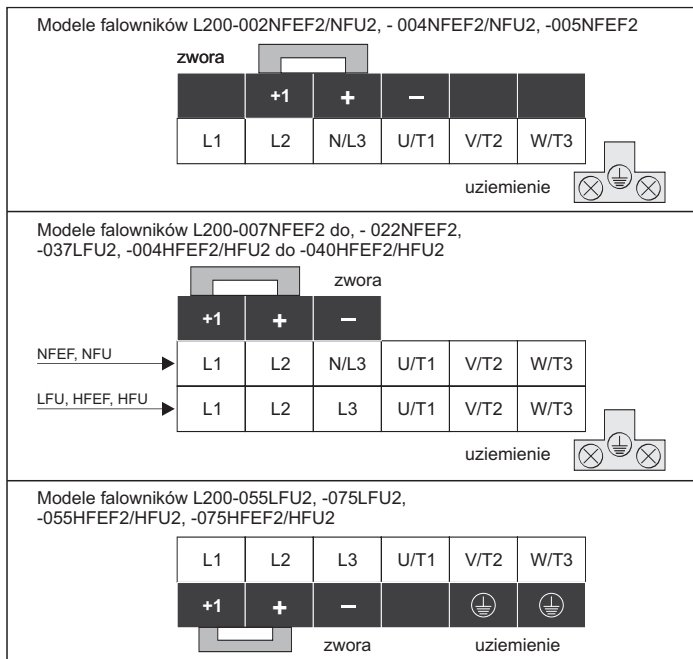 Modele falowników L200-002NFEF2/NFU2, - 004NFEF2/NFU2, -005NFEF2
zwora
+1 + −
L1 L2 N/L3 U/T1 V/T2 W/T3
uziemienie
Modele falowników L200-007NFEF2 do, - 022NFEF2,
-037LFU2, -004HFEF2/HFU2 do -040HFEF2/HFU2
zwora
+1 + −
NFEF, NFU L1 L2 N/L3 U/T1 V/T2 W/T3
LFU, HFEF, HFU L1 L2 L3 U/T1 V/T2 W/T3
uziemienie
Modele falowników L200-055LFU2, -075LFU2,
-055HFEF2/HFU2, -075HFEF2/HFU2
L1 L2 L3 U/T1 V/T2 W/T3
+1 + −
zwora uziemienie